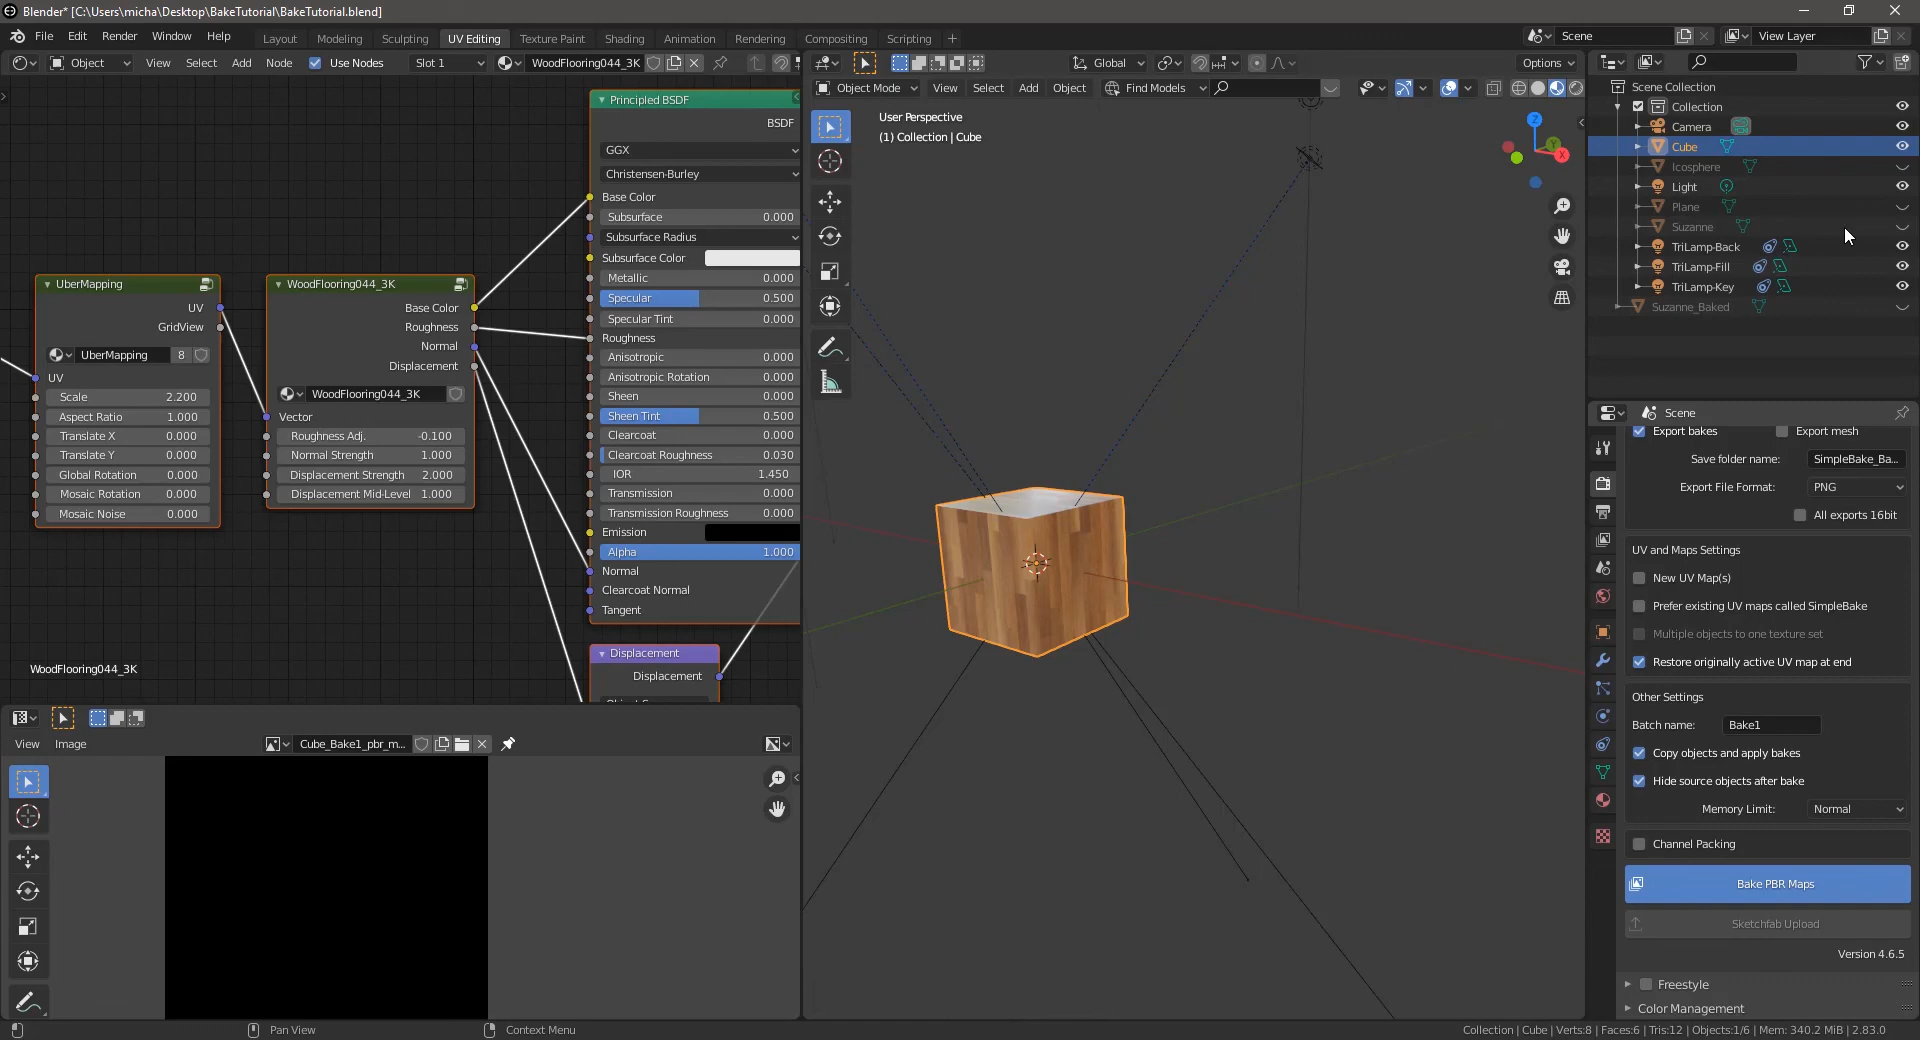 Blender* [C:\Users\micha\Desktop\BakeTutorial\BakeTutorial.blend]
File Edit Render Window Help Layout Modeling Sculpting UV Editing Texture Paint Shading Animation Rendering Compositing Scripting Scene View Layer
Object View Select Add Node Use Nodes Slot 1 WoodFlooring044_3K
Global Options
Object Mode View Select Add Object Find Models
User Perspective
(1) Collection | Cube
Z
Y
X
Principled BSDF
BSDF
GGX
Christensen-Burley
Base Color
Subsurface 0.000
Subsurface Radius
Subsurface Color
Metallic 0.000
Specular 0.500
Specular Tint 0.000
Roughness
Anisotropic 0.000
Anisotropic Rotation 0.000
Sheen 0.000
Sheen Tint 0.500
Clearcoat 0.000
Clearcoat Roughness 0.030
IOR 1.450
Transmission 0.000
Transmission Roughness 0.000
Emission
Alpha 1.000
Normal
Clearcoat Normal
Tangent
UberMapping
UV
GridView
UberMapping 8
UV
Scale 2.200
Aspect Ratio 1.000
Translate X 0.000
Translate Y 0.000
Global Rotation 0.000
Mosaic Rotation 0.000
Mosaic Noise 0.000
WoodFlooring044_3K
Base Color
Roughness
Normal
Displacement
WoodFlooring044_3K
Vector
Roughness Adj. -0.100
Normal Strength 1.000
Displacement Strength 2.000
Displacement Mid-Level 1.000
Displacement
Displacement
WoodFlooring044_3K
View Image Cube_Bake1_pbr_m...
Scene Collection
Collection
Camera
Cube
Icosphere
Light
Plane
Suzanne
TriLamp-Back
TriLamp-Fill
TriLamp-Key
Suzanne_Baked
Scene
Export bakes Export mesh
Save folder name: SimpleBake_Ba...
Export File Format: PNG
All exports 16bit
UV and Maps Settings
New UV Map(s)
Prefer existing UV maps called SimpleBake
Multiple objects to one texture set
Restore originally active UV map at end
Other Settings
Batch name: Bake1
Copy objects and apply bakes
Hide source objects after bake
Memory Limit: Normal
Channel Packing
Bake PBR Maps
Sketchfab Upload
Version 4.6.5
Freestyle
Color Management
Pan View Context Menu Collection | Cube | Verts:8 | Faces:6 | Tris:12 | Objects:1/6 | Mem: 340.2 MiB | 2.83.0